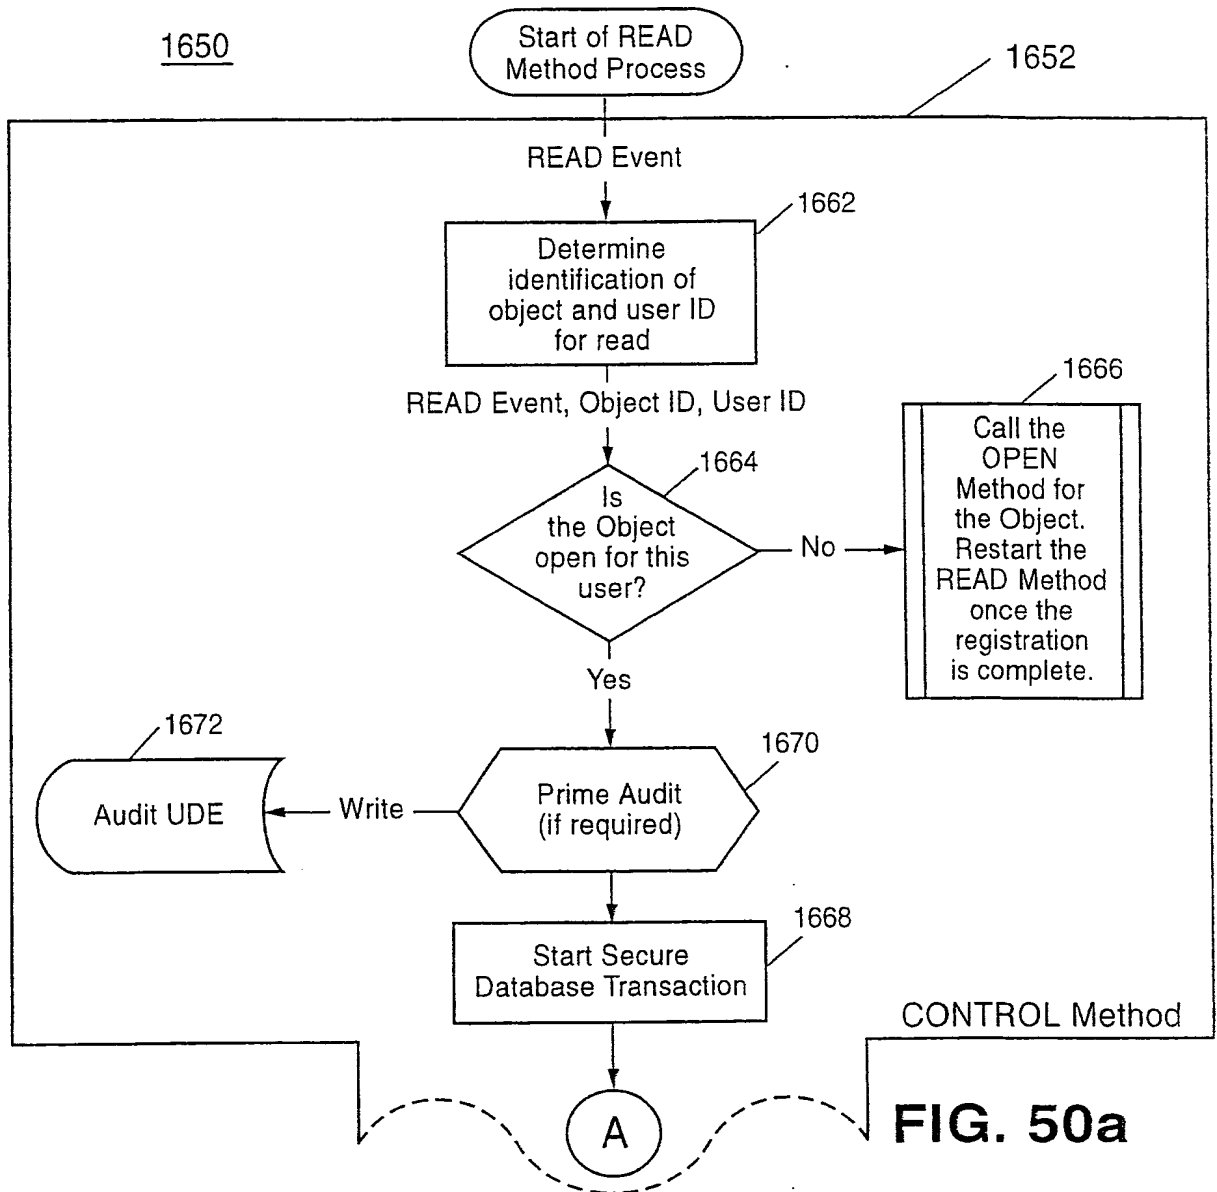 1650
Start of READ
Method Process
1652
READ Event
1662
Determine
identification of
object and user ID
for read
READ Event, Object ID, User ID
1664
Is
the Object
open for this
user?
No
1666
Call the
OPEN
Method for
the Object.
Restart the
READ Method
once the
registration
is complete.
Yes
1672
Audit UDE
Write
1670
Prime Audit
(if required)
1668
Start Secure
Database Transaction
CONTROL Method
A
FIG. 50a